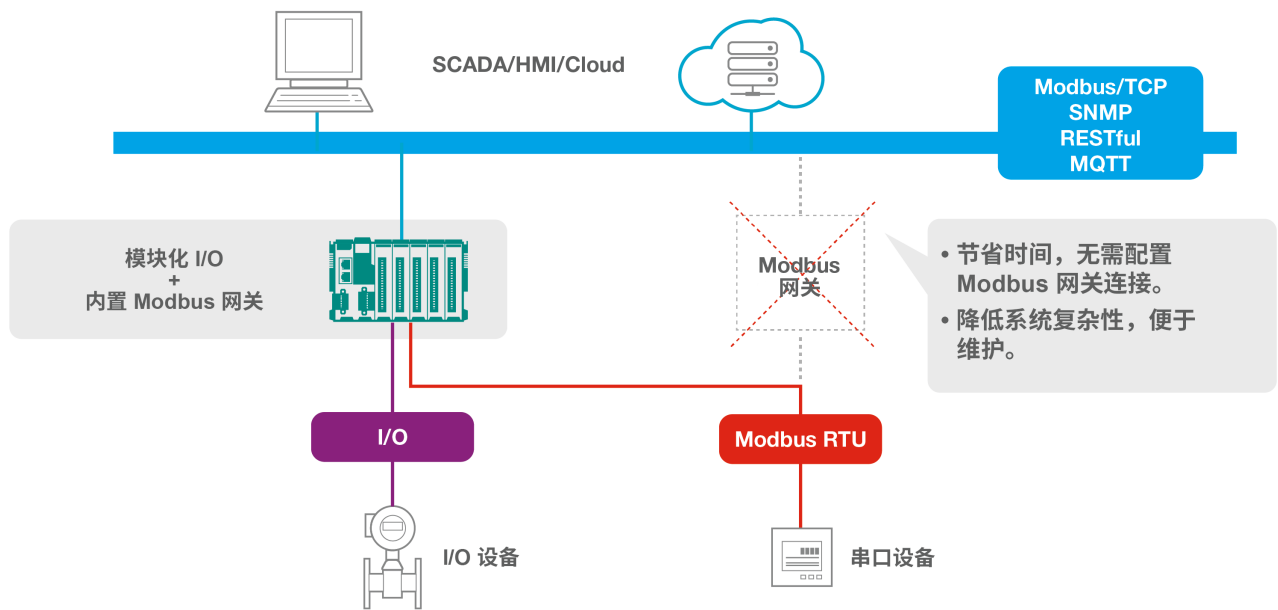 SCADA/HMI/Cloud
Modbus/TCP
SNMP
RESTful
MQTT
模块化 I/O
+
内置 Modbus 网关
Modbus
网关
• 节省时间，无需配置
Modbus 网关连接。
• 降低系统复杂性，便于
维护。
I/O
Modbus RTU
I/O 设备
串口设备